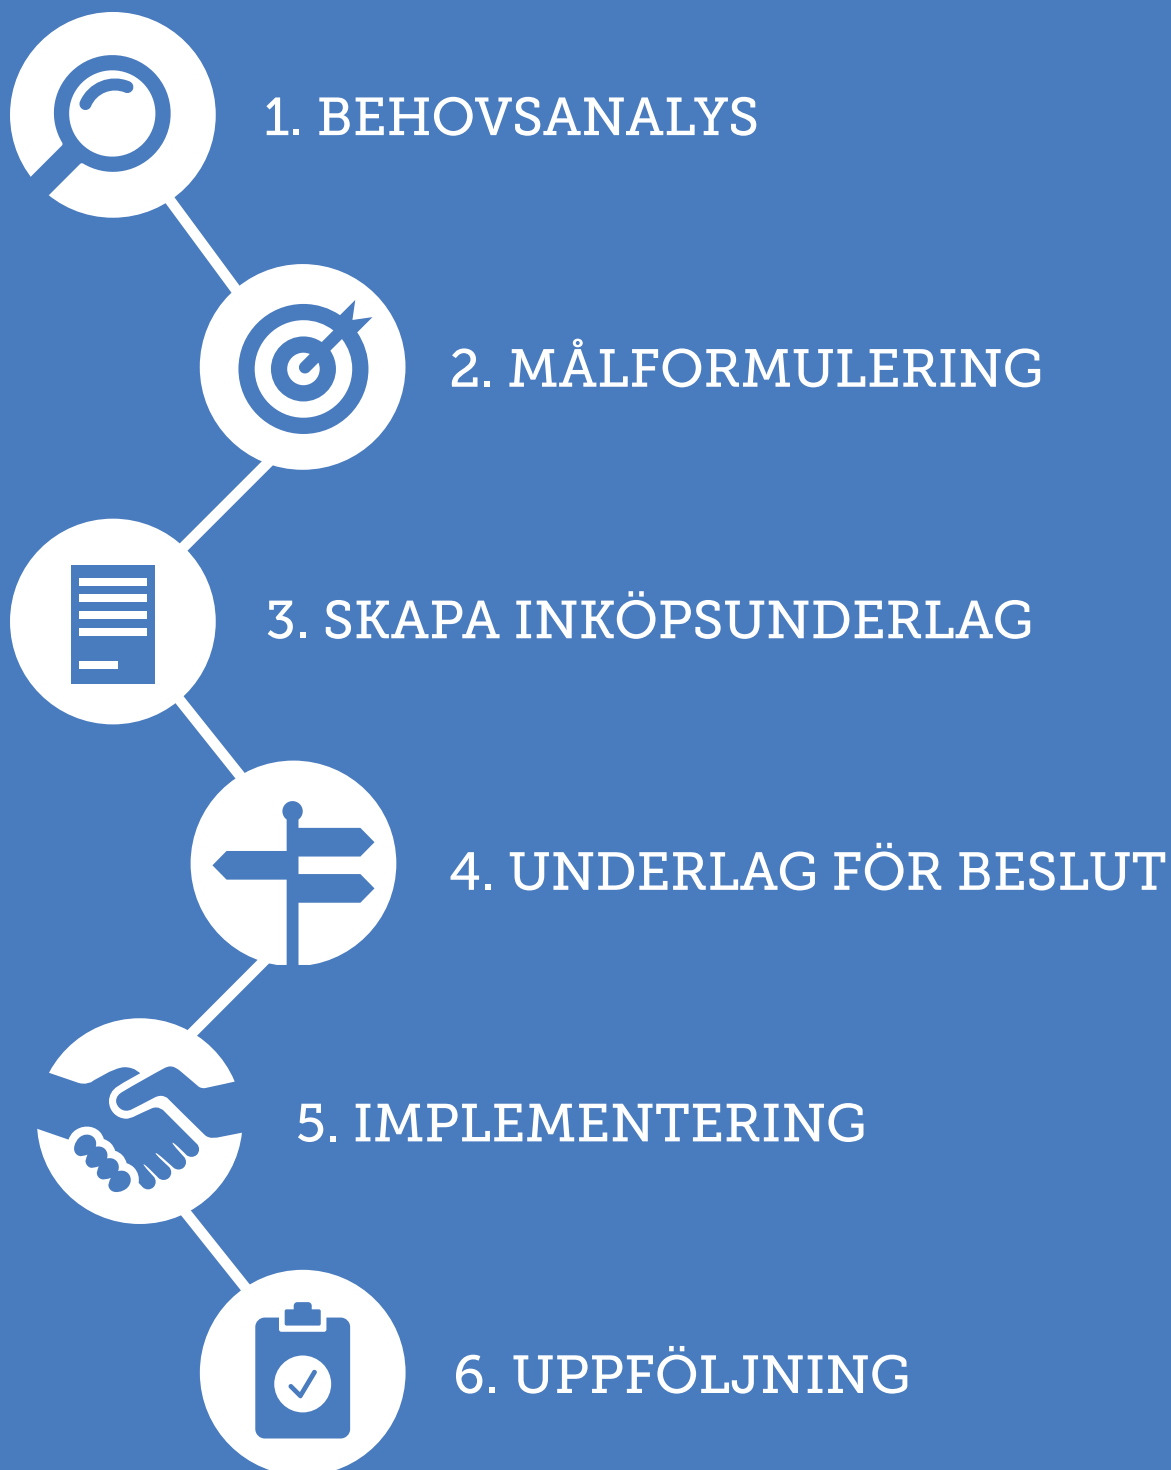 1. BEHOVSANALYS
2. MÅLFORMULERING
3. SKAPA INKÖPSUNDERLAG
4. UNDERLAG FÖR BESLUT
5. IMPLEMENTERING
6. UPPFÖLJNING